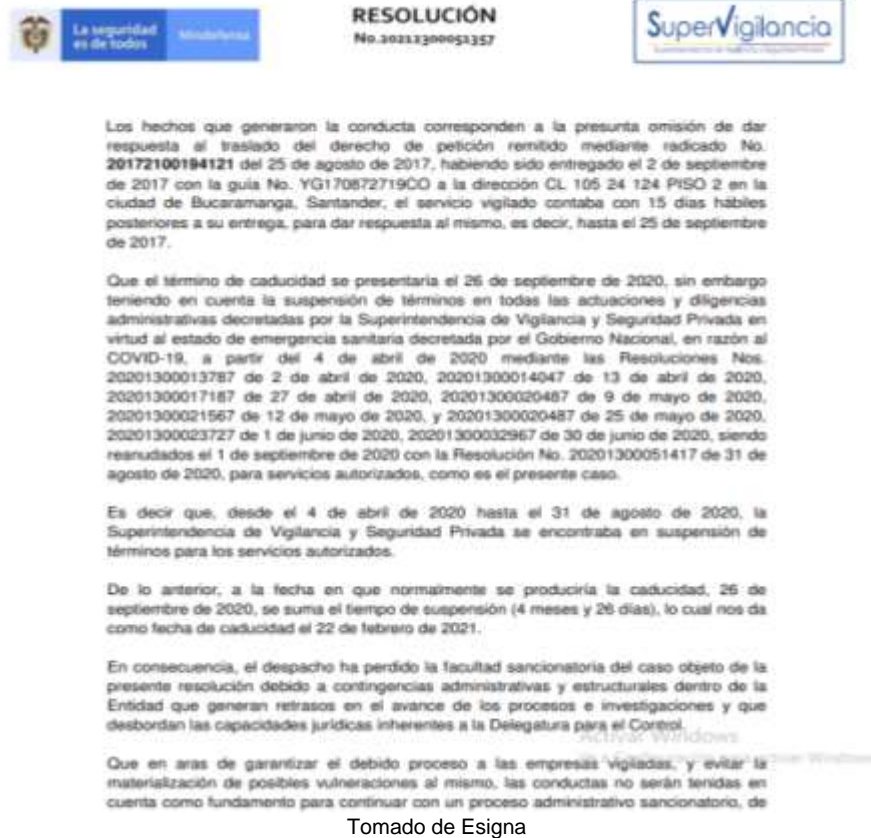 La seguridad
es de todos
Mindefensa
RESOLUCIÓN
No.20212300051357
SuperVigilancia
Los hechos que generaron la conducta corresponden a la presunta omisión de dar
respuesta al traslado del derecho de petición remitido mediante radicado No.
20172100194121 del 25 de agosto de 2017, habiendo sido entregado el 2 de septiembre
de 2017 con la guía No. YG170872719CO a la dirección CL 105 24 124 PISO 2 en la
ciudad de Bucaramanga, Santander, el servicio vigilado contaba con 15 días hábiles
posteriores a su entrega, para dar respuesta al mismo, es decir, hasta el 25 de septiembre
de 2017.
Que el término de caducidad se presentaría el 26 de septiembre de 2020, sin embargo
teniendo en cuenta la suspensión de términos en todas las actuaciones y diligencias
administrativas decretadas por la Superintendencia de Vigilancia y Seguridad Privada en
virtud al estado de emergencia sanitaria decretada por el Gobierno Nacional, en razón al
COVID-19, a partir del 4 de abril de 2020 mediante las Resoluciones Nos.
20201300013787 de 2 de abril de 2020, 20201300014047 de 13 de abril de 2020,
20201300017187 de 27 de abril de 2020, 20201300020487 de 9 de mayo de 2020,
20201300021567 de 12 de mayo de 2020, y 20201300020487 de 25 de mayo de 2020,
20201300023727 de 1 de junio de 2020, 20201300032967 de 30 de junio de 2020, siendo
reanudados el 1 de septiembre de 2020 con la Resolución No. 20201300051417 de 31 de
agosto de 2020, para servicios autorizados, como es el presente caso.
Es decir que, desde el 4 de abril de 2020 hasta el 31 de agosto de 2020, la
Superintendencia de Vigilancia y Seguridad Privada se encontraba en suspensión de
términos para los servicios autorizados.
De lo anterior, a la fecha en que normalmente se produciría la caducidad, 26 de
septiembre de 2020, se suma el tiempo de suspensión (4 meses y 26 días), lo cual nos da
como fecha de caducidad el 22 de febrero de 2021.
En consecuencia, el despacho ha perdido la facultad sancionatoria del caso objeto de la
presente resolución debido a contingencias administrativas y estructurales dentro de la
Entidad que generan retrasos en el avance de los procesos e investigaciones y que
desbordan las capacidades jurídicas inherentes a la Delegatura para el Control.
Activar Windows
Que en aras de garantizar el debido proceso a las empresas vigiladas, y evitar la
materialización de posibles vulneraciones al mismo, las conductas no serán tenidas en
cuenta como fundamento para continuar con un proceso administrativo sancionatorio, de
Tomado de Esigna